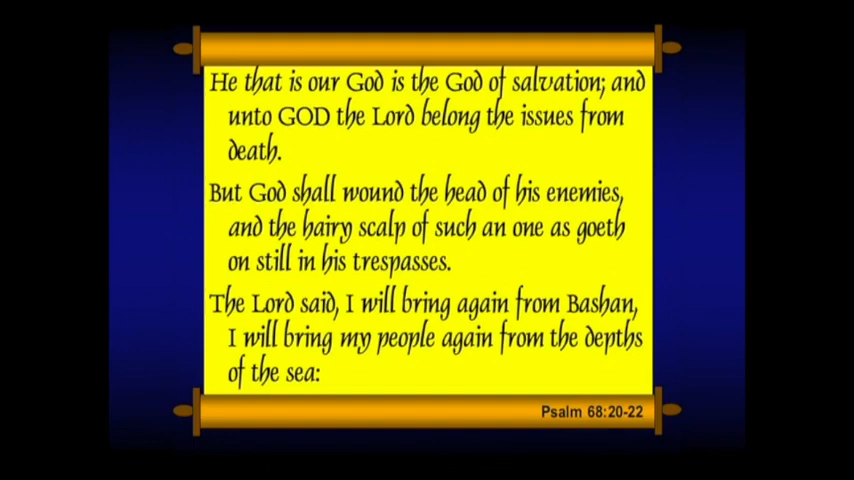 He that is our God is the God of salvation; and
unto GOD the Lord belong the issues from
death.
But God shall wound the head of his enemies,
and the hairy scalp of such an one as goeth
on still in his trespasses.
The Lord said, I will bring again from Bashan,
I will bring my people again from the depths
of the sea:
Psalm 68:20-22